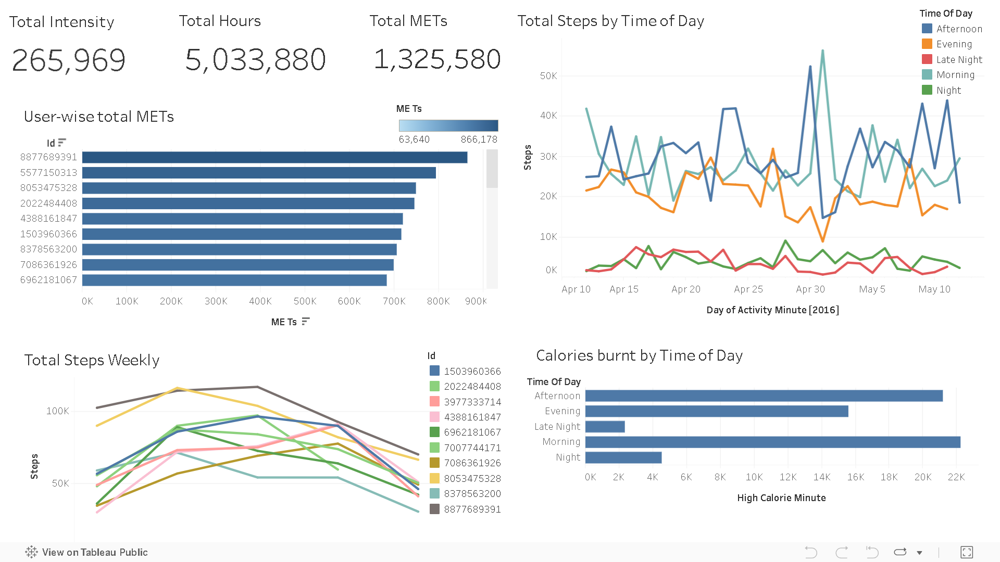 Total Intensity
265,969
Total Hours
5,033,880
Total METs
1,325,580
User-wise total METs
ME Ts
63,640 866,178
Id
8877689391
5577150313
8053475328
2022484408
4388161847
1503960366
8378563200
7086361926
6962181067
0K 100K 200K 300K 400K 500K 600K 700K 800K 900K
ME Ts
Total Steps by Time of Day
Time Of Day
Afternoon
Evening
Late Night
Morning
Night
Steps
50K
40K
30K
20K
10K
0K
Apr 10 Apr 15 Apr 20 Apr 25 Apr 30 May 5 May 10
Day of Activity Minute [2016]
Total Steps Weekly
Steps
100K
50K
Id
1503960366
2022484408
3977333714
4388161847
6962181067
7007744171
7086361926
8053475328
8378563200
8877689391
Calories burnt by Time of Day
Time Of Day
Afternoon
Evening
Late Night
Morning
Night
0K 2K 4K 6K 8K 10K 12K 14K 16K 18K 20K 22K
High Calorie Minute
View on Tableau Public